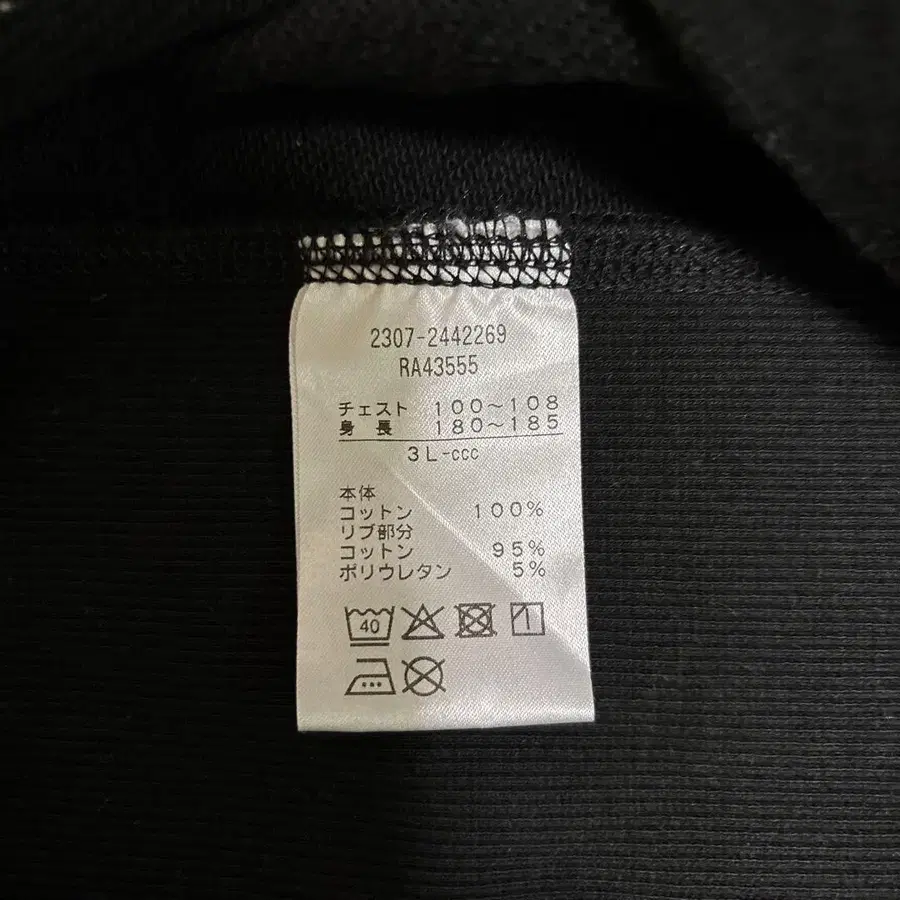 2307-2442269
RA43555
チェスト 100～108
身長 180～185
3L-ccc
本体
コットン 100%
リブ部分
コットン 95%
ポリウレタン 5%
40